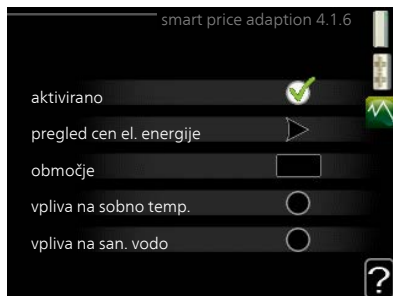 smart price adaption 4.1.6
aktivirano
pregled cen el. energije
območje
vpliva na sobno temp.
vpliva na san. vodo
?